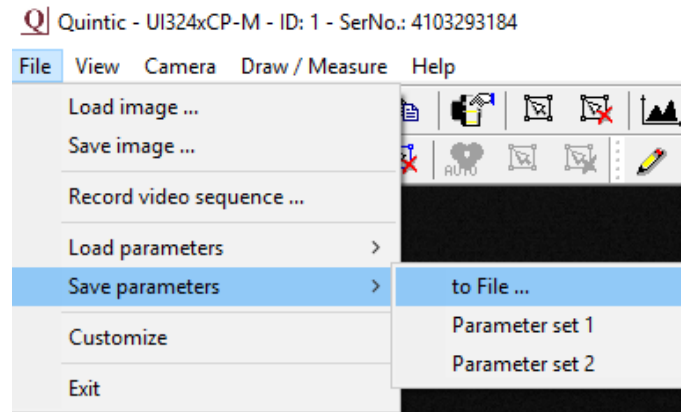 Q Quintic - UI324xCP-M - ID: 1 - SerNo.: 4103293184
File View Camera Draw / Measure Help
Load image ...
Save image ...
AUTO
Record video sequence ...
Load parameters >
Save parameters >
to File ...
Parameter set 1
Customize
Parameter set 2
Exit